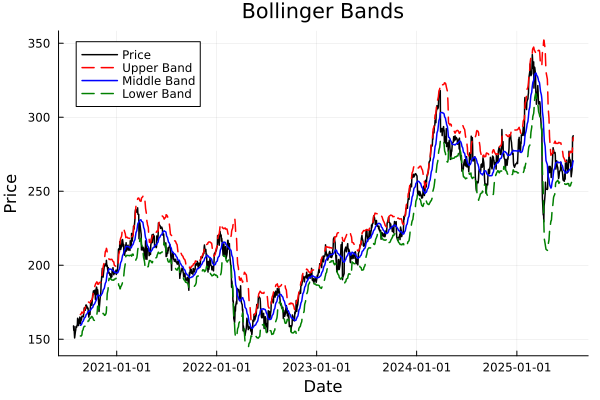 Bollinger Bands
Price
Upper Band
Middle Band
Lower Band
350
300
250
200
150
Price
2021-01-01 2022-01-01 2023-01-01 2024-01-01 2025-01-01
Date